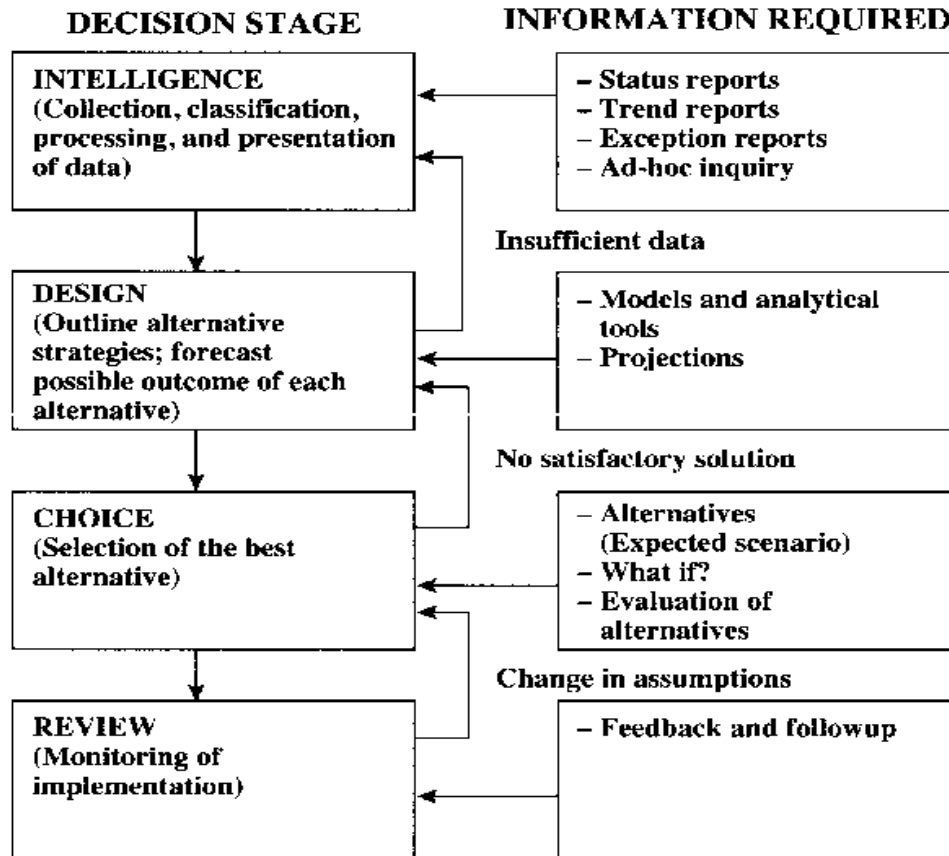 DECISION STAGE
INFORMATION REQUIRED
INTELLIGENCE
(Collection, classification,
processing, and presentation
of data)
– Status reports
– Trend reports
– Exception reports
– Ad-hoc inquiry
Insufficient data
DESIGN
(Outline alternative
strategies; forecast
possible outcome of each
alternative)
– Models and analytical
tools
– Projections
No satisfactory solution
CHOICE
(Selection of the best
alternative)
– Alternatives
(Expected scenario)
– What if?
– Evaluation of
alternatives
Change in assumptions
REVIEW
(Monitoring of
implementation)
– Feedback and followup